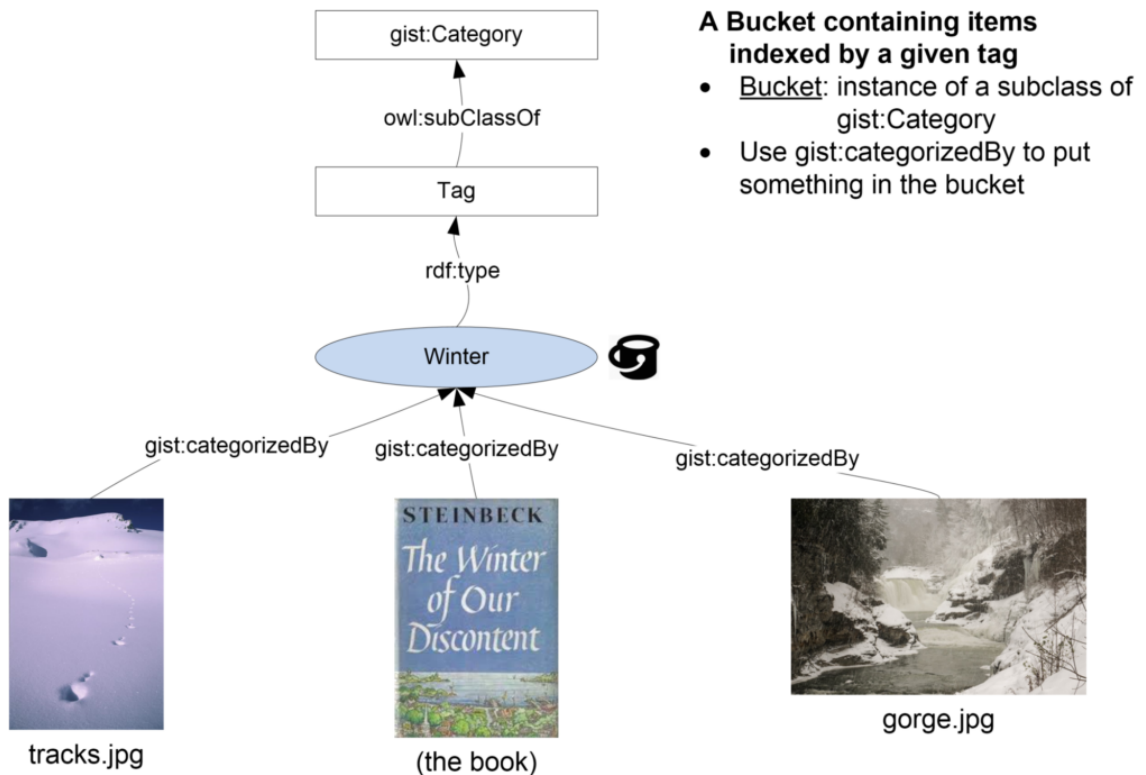 gist:Category
owl:subClassOf
Tag
rdf:type
Winter
gist:categorizedBy
gist:categorizedBy
gist:categorizedBy
STEINBECK
The Winter
of Our
Discontent
tracks.jpg
(the book)
gorge.jpg
A Bucket containing items
indexed by a given tag
• Bucket: instance of a subclass of
gist:Category
• Use gist:categorizedBy to put
something in the bucket